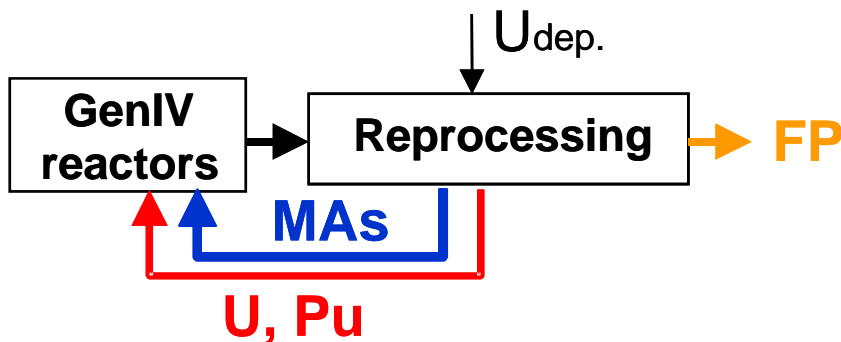 Udep.
GenIV
reactors
Reprocessing
FP
MAs
U, Pu